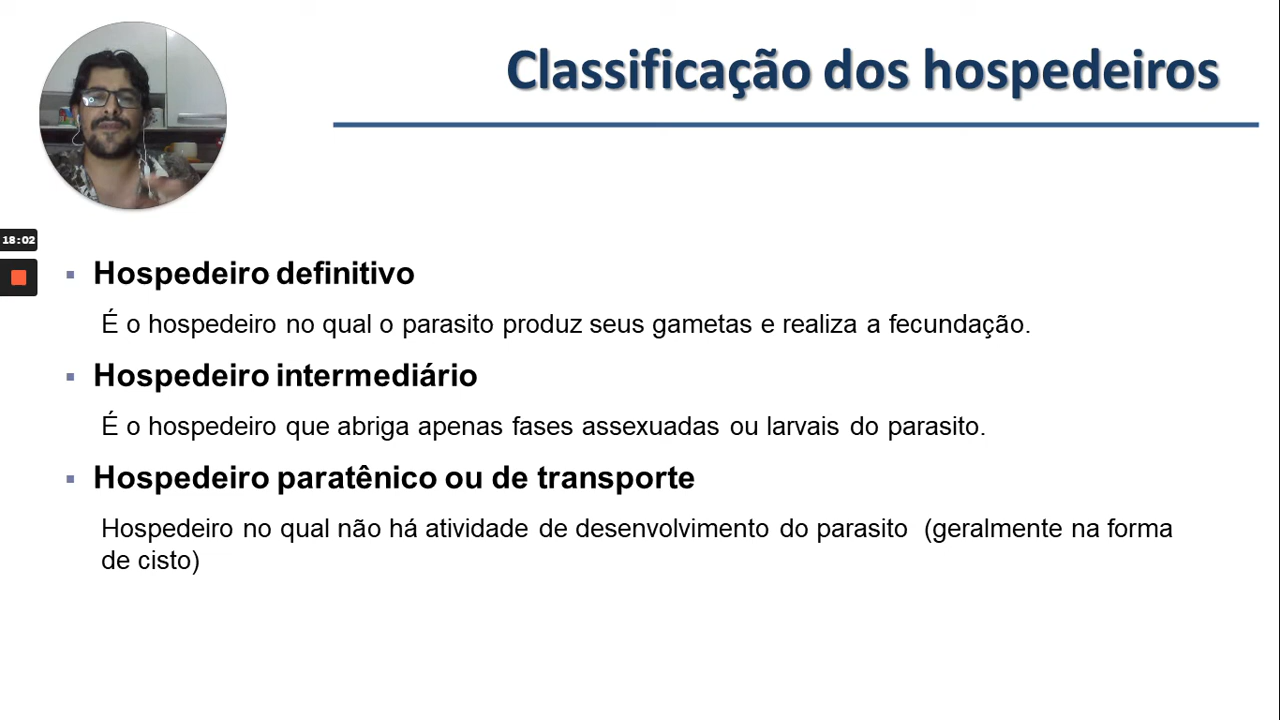 Classificação dos hospedeiros
18:02
Hospedeiro definitivo
É o hospedeiro no qual o parasito produz seus gametas e realiza a fecundação.
Hospedeiro intermediário
É o hospedeiro que abriga apenas fases assexuadas ou larvais do parasito.
Hospedeiro paratênico ou de transporte
Hospedeiro no qual não há atividade de desenvolvimento do parasito (geralmente na forma
de cisto)